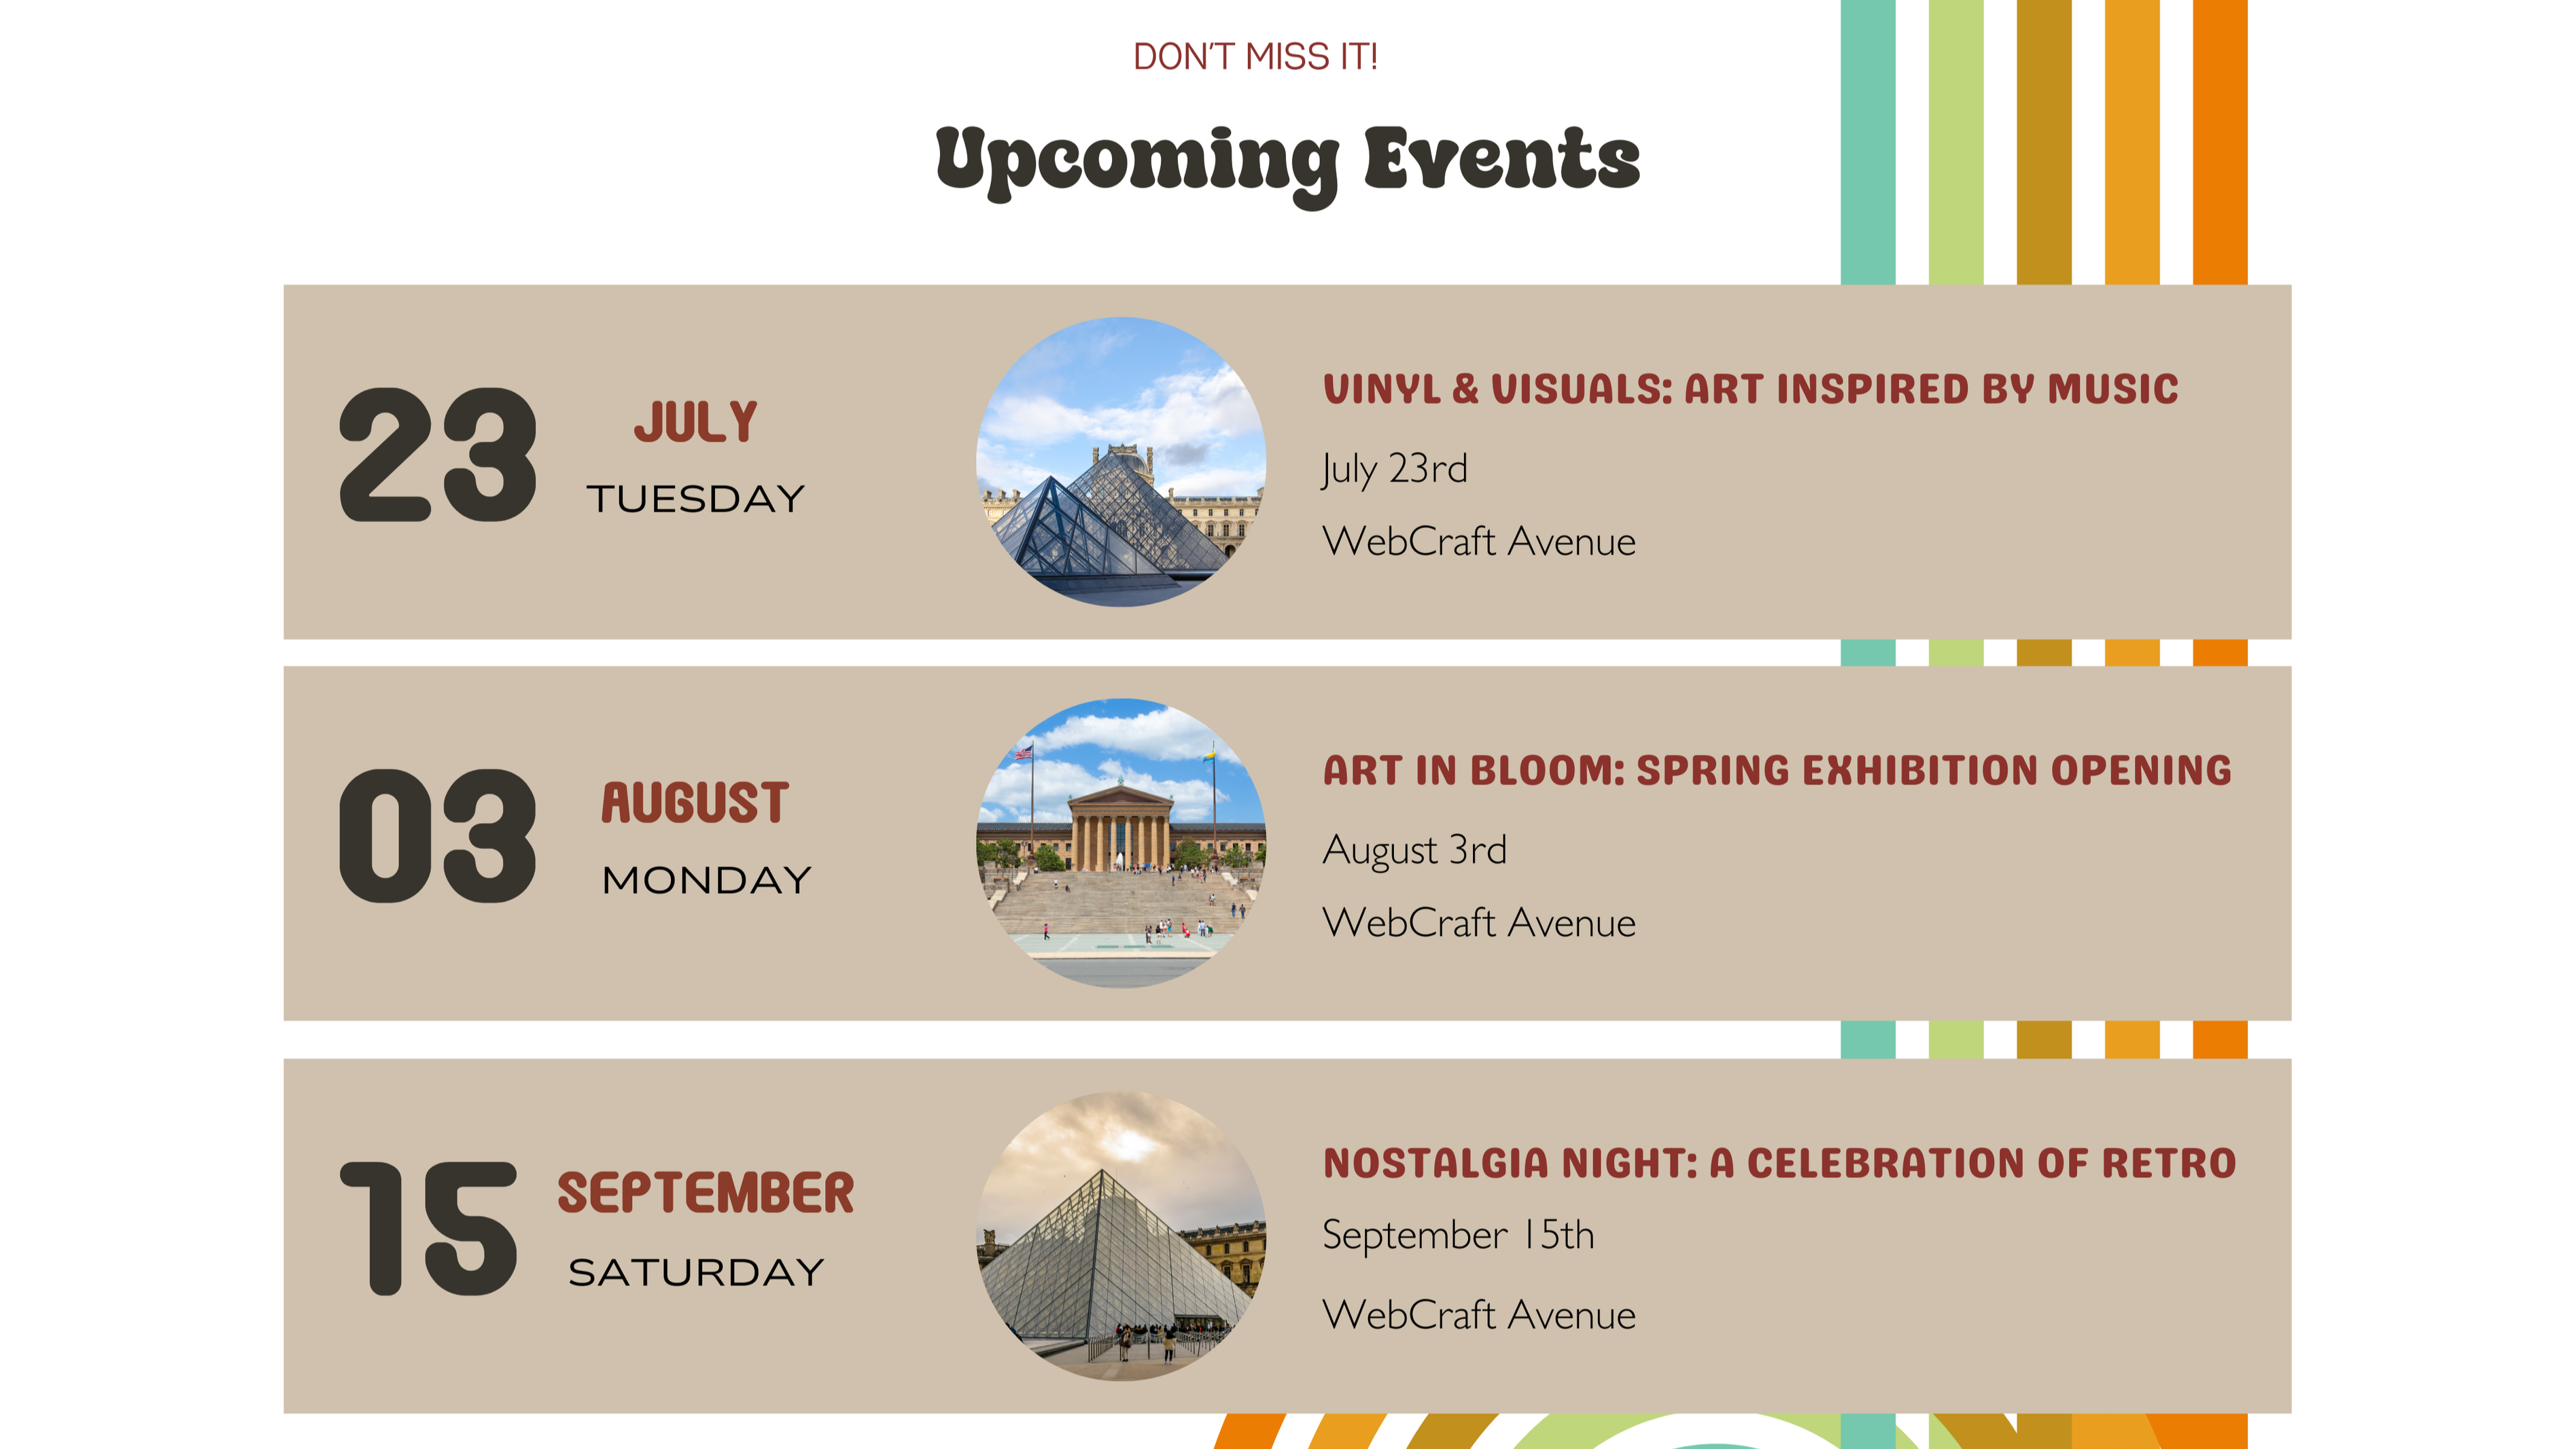 DON'T MISS IT!
Upcoming Events
23
JULY
TUESDAY
VINYL & VISUALS: ART INSPIRED BY MUSIC
July 23rd
WebCraft Avenue
03
AUGUST
MONDAY
ART IN BLOOM: SPRING EXHIBITION OPENING
August 3rd
WebCraft Avenue
15
SEPTEMBER
SATURDAY
NOSTALGIA NIGHT: A CELEBRATION OF RETRO
September 15th
WebCraft Avenue